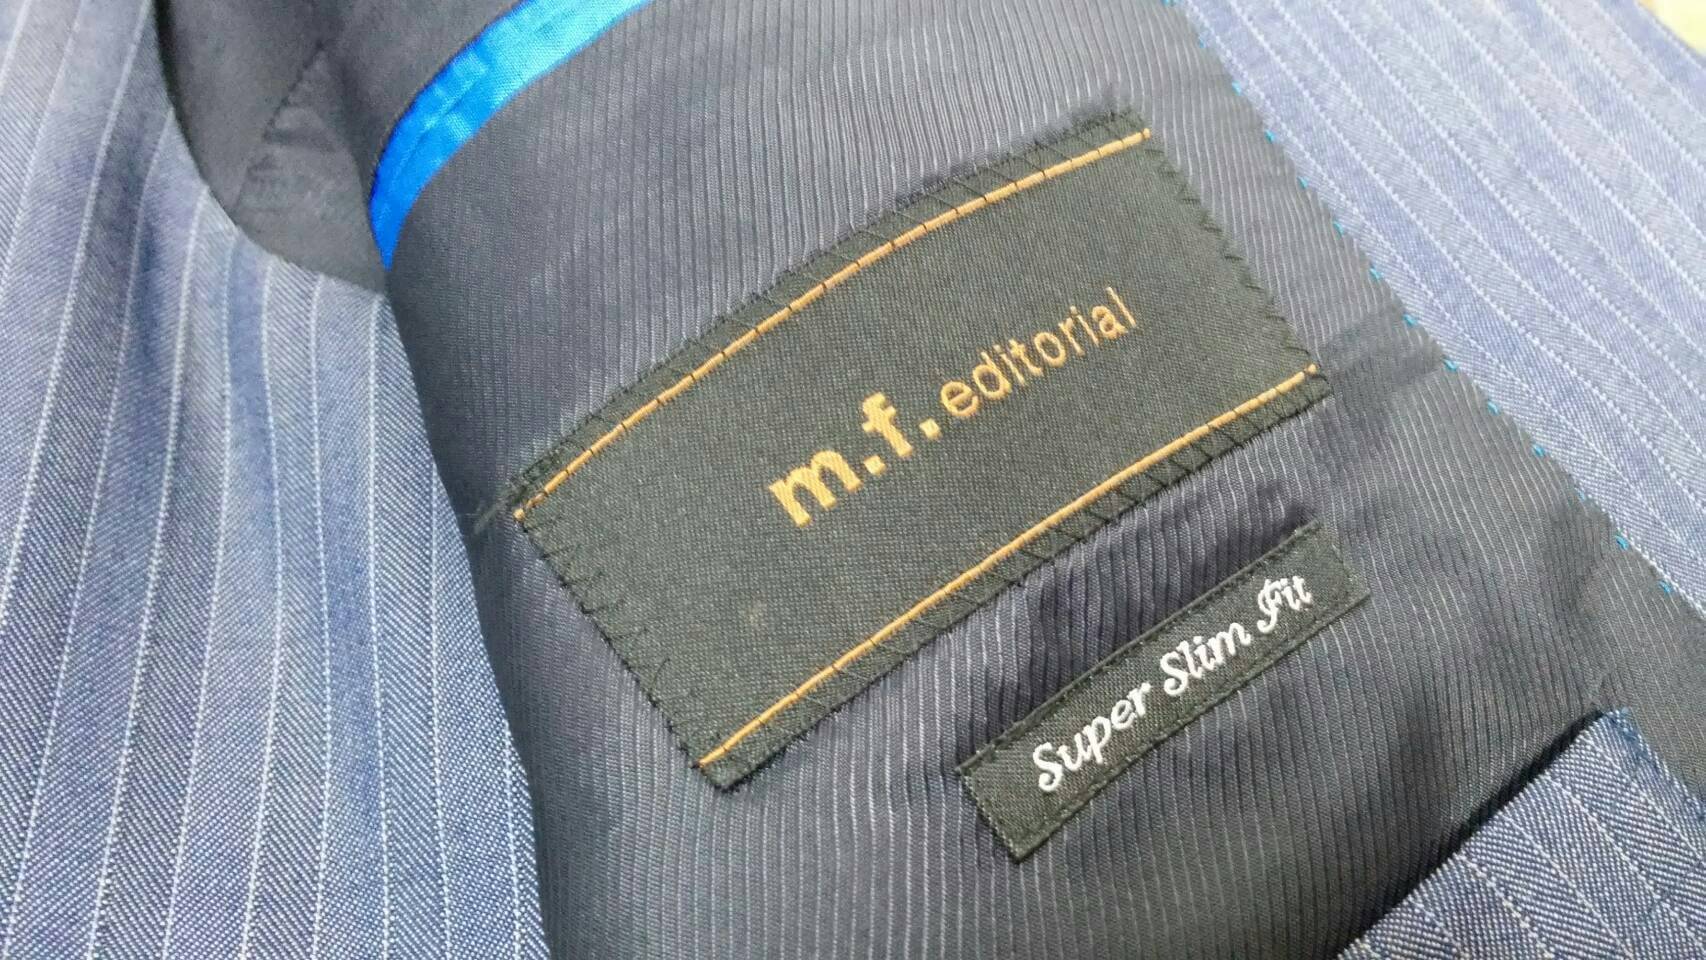 m.f. editorial
Super Slim Fit